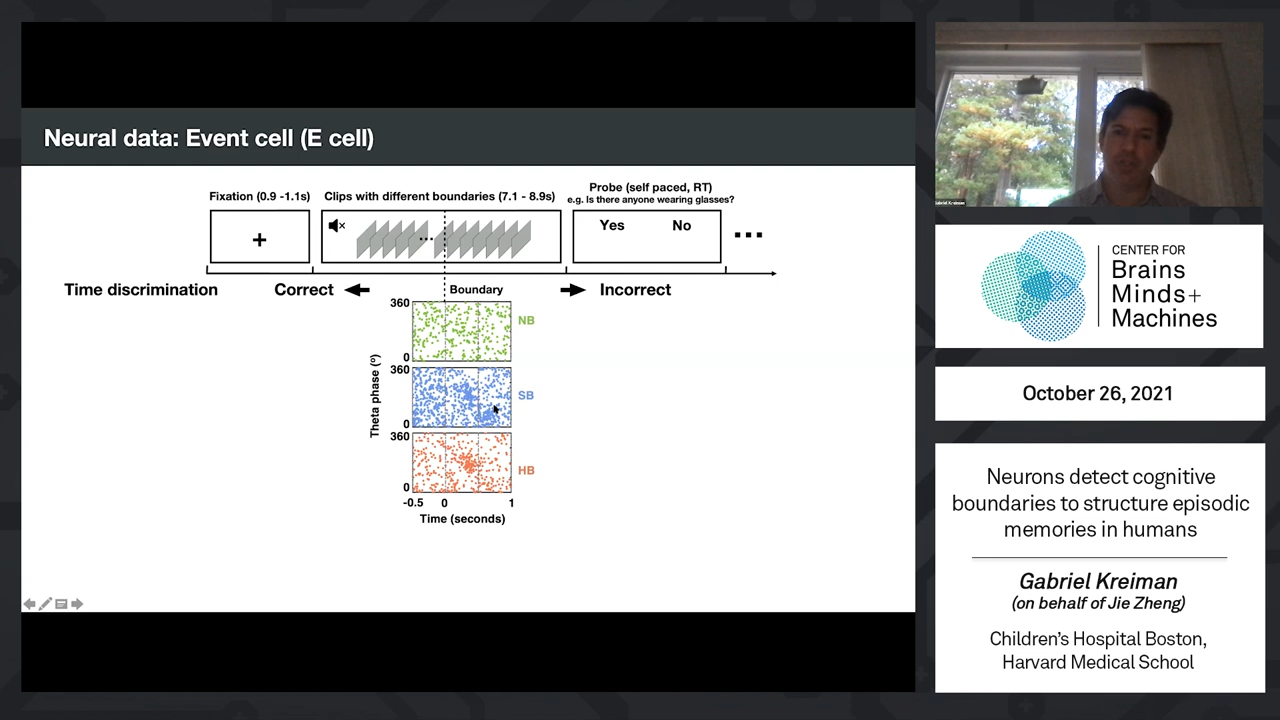 Neural data: Event cell (E cell)
Fixation (0.9 -1.1s)
Clips with different boundaries (7.1 - 8.9s)
Probe (self paced, RT)
e.g. Is there anyone wearing glasses?
+
...
Yes No
...
Time discrimination
Correct
Boundary
Incorrect
360
0
NB
360
0
SB
360
0
HB
Theta phase (º)
-0.5 0 1
Time (seconds)
Gabriel Kreiman
CENTER FOR
Brains
Minds+
Machines
October 26, 2021
Neurons detect cognitive
boundaries to structure episodic
memories in humans
Gabriel Kreiman
(on behalf of Jie Zheng)
Children's Hospital Boston,
Harvard Medical School